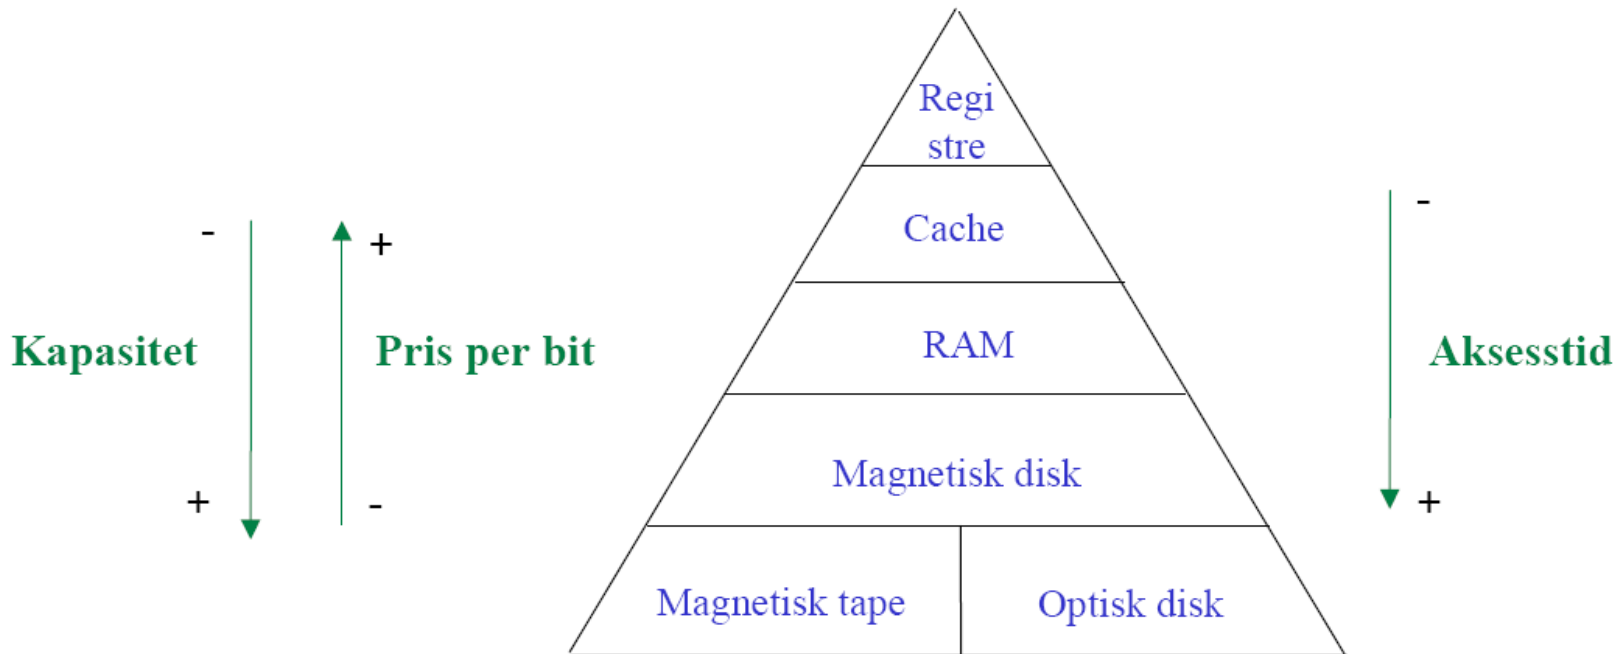 Regi
stre
Cache
RAM
Magnetisk disk
Magnetisk tape
Optisk disk
-
+
Kapasitet
+
-
Pris per bit
-
+
Aksesstid